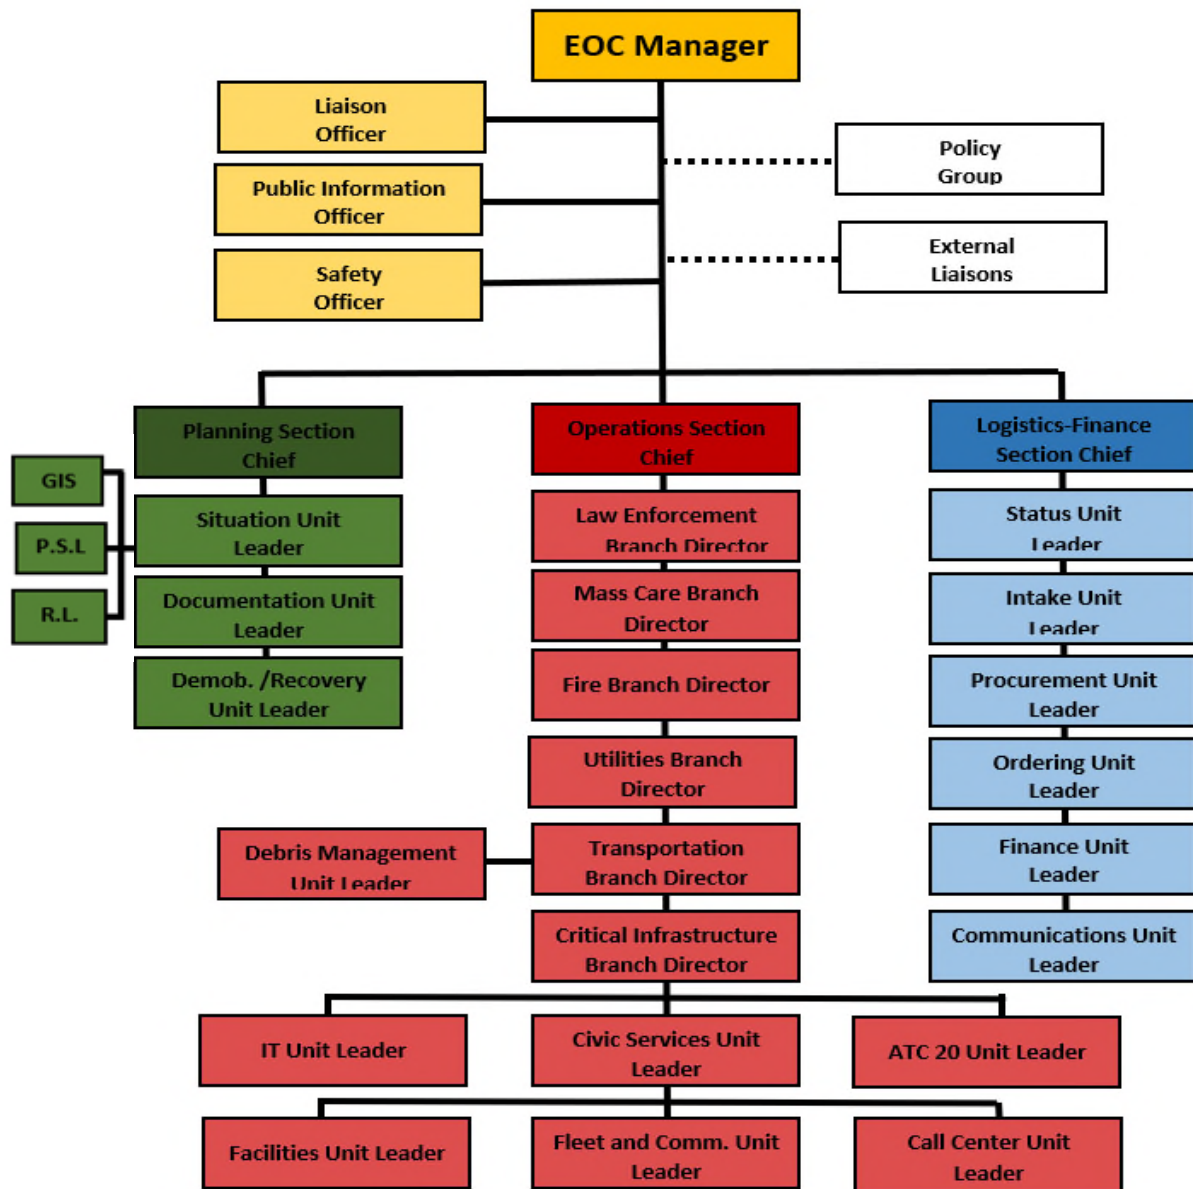 EOC Manager
Liaison
Officer
Policy
Group
Public Information
Officer
External
Liaisons
Safety
Officer
Planning Section
Chief
Operations Section
Chief
Logistics-Finance
Section Chief
GIS
P.S.L
R.L.
Situation Unit
Leader
Documentation Unit
Leader
Demob. /Recovery
Unit Leader
Law Enforcement
Branch Director
Mass Care Branch
Director
Fire Branch Director
Utilities Branch
Director
Debris Management
Unit Leader
Transportation
Branch Director
Critical Infrastructure
Branch Director
Status Unit
Leader
Intake Unit
Leader
Procurement Unit
Leader
Ordering Unit
Leader
Finance Unit
Leader
Communications Unit
Leader
IT Unit Leader
Civic Services Unit
Leader
ATC 20 Unit Leader
Facilities Unit Leader
Fleet and Comm. Unit
Leader
Call Center Unit
Leader